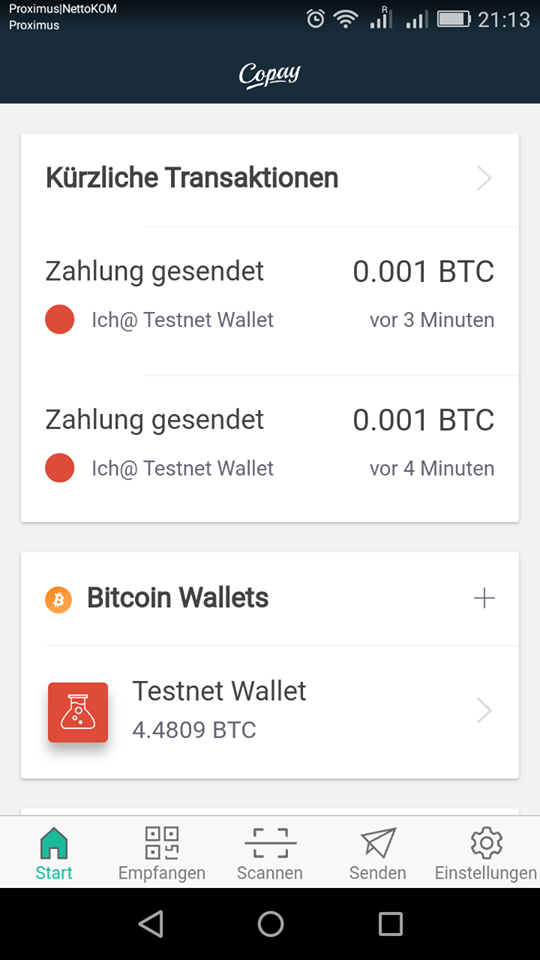 Proximus|NettoKOM
Proximus
R
21:13
Copay
Kürzliche Transaktionen
Zahlung gesendet 0.001 BTC
Ich@ Testnet Wallet vor 3 Minuten
Zahlung gesendet 0.001 BTC
Ich@ Testnet Wallet vor 4 Minuten
Bitcoin Wallets
Testnet Wallet
4.4809 BTC
Start Empfangen Scannen Senden Einstellungen